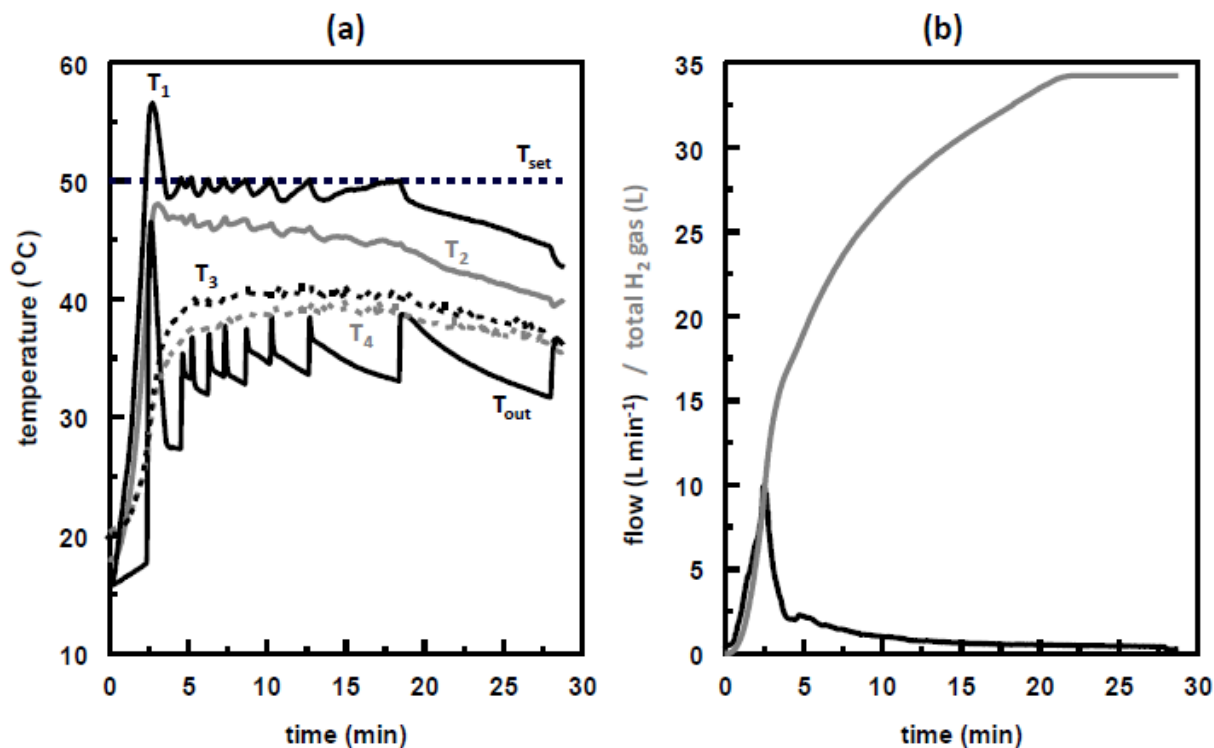 (a)
temperature (°C)
60
50
40
30
20
10
T1
Tset
T2
T3
T4
Tout
0 5 10 15 20 25 30
time (min)
(b)
flow (L min⁻¹) / total H2 gas (L)
35
30
25
20
15
10
5
0
0 5 10 15 20 25 30
time (min)